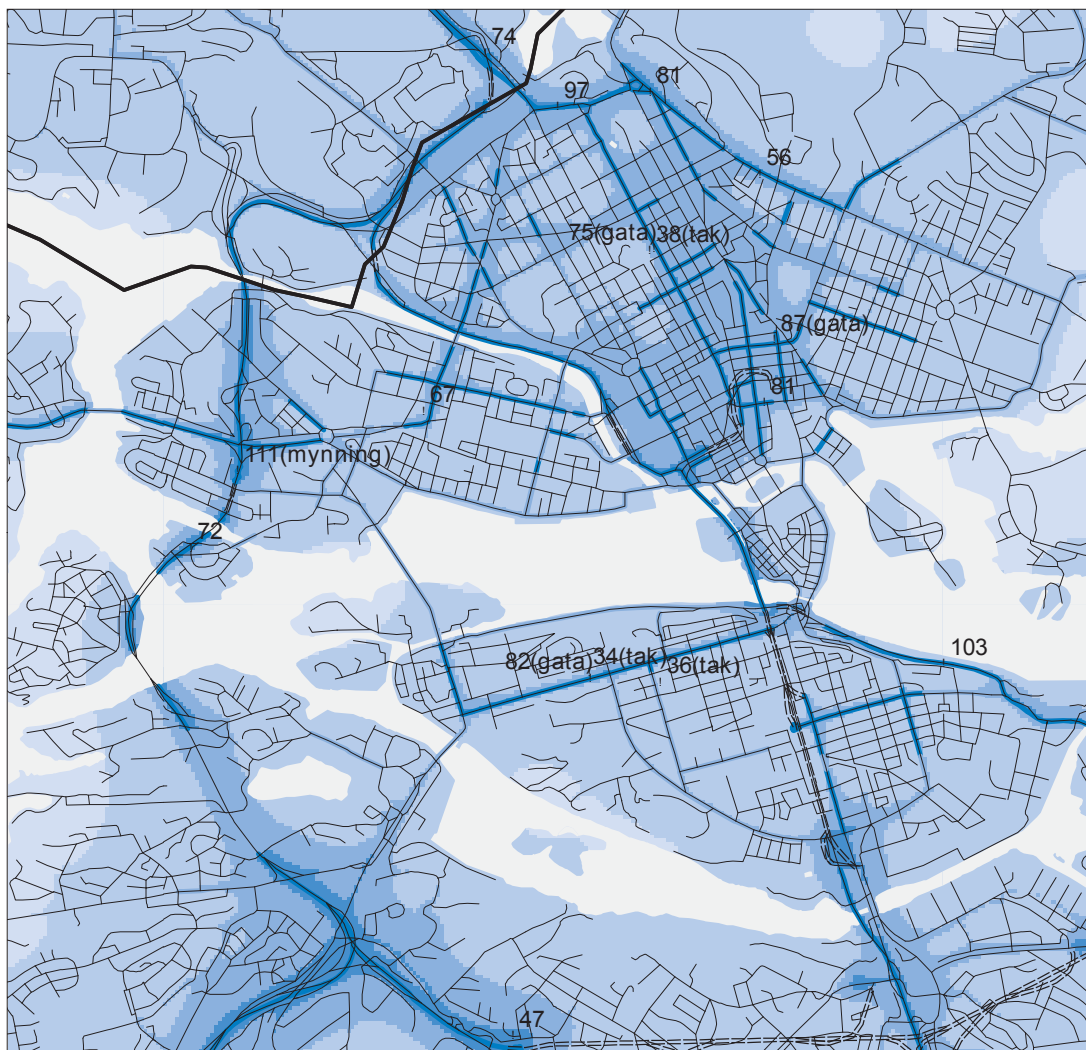 74
81
97
56
75(gata)
38(tak)
87(gata)
67
81
111(mynning)
72
103
82(gata)
34(tak)
36(tak)
47